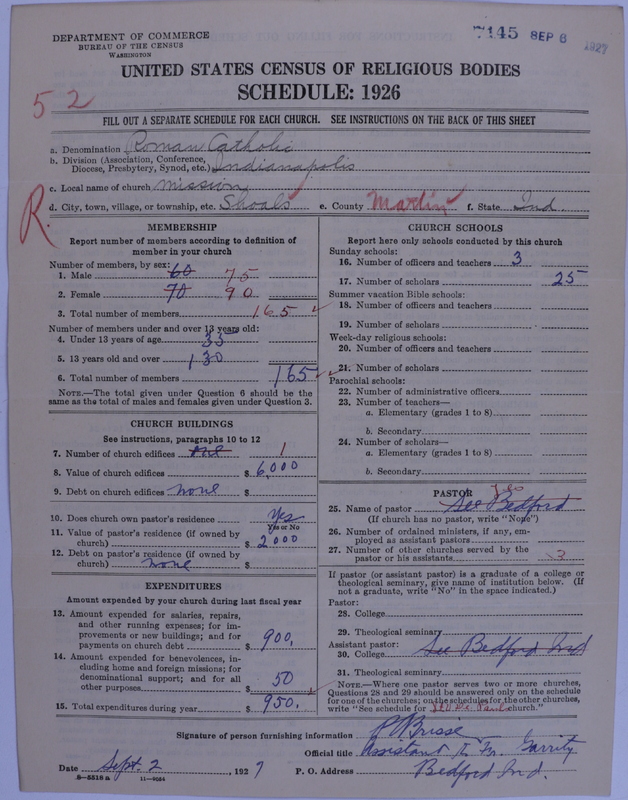 DEPARTMENT OF COMMERCE
BUREAU OF THE CENSUS
WASHINGTON
7145 SEP 6 1927
UNITED STATES CENSUS OF RELIGIOUS BODIES
SCHEDULE: 1926
52
FILL OUT A SEPARATE SCHEDULE FOR EACH CHURCH. SEE INSTRUCTIONS ON THE BACK OF THIS SHEET
a. Denomination Roman Catholic
b. Division (Association, Conference,
Diocese, Presbytery, Synod, etc.) Indianapolis
c. Local name of church mission
d. City, town, village, or township, etc. Shoals e. County Martin f. State Ind
R.
MEMBERSHIP
Report number of members according to definition of
member in your church
Number of members, by sex:
1. Male 60 75
2. Female 70 90
3. Total number of members 165
Number of members under and over 13 years old:
4. Under 13 years of age 35
5. 13 years old and over 130
6. Total number of members 165
NOTE.—The total given under Question 6 should be
same as the total of males and females given under Question 3.
CHURCH BUILDINGS
See instructions, paragraphs 10 to 12
7. Number of church edifices one 1
8. Value of church edifices $ 6,000
9. Debt on church edifices none $
10. Does church own pastor's residence Yes
Yes or No
11. Value of pastor's residence (if owned by
church) $ 2000
12. Debt on pastor's residence (if owned by
church) none $
EXPENDITURES
Amount expended by your church during last fiscal year
13. Amount expended for salaries, repairs,
and other running expenses; for im-
provements or new buildings; and for
payments on church debt $ 900.
14. Amount expended for benevolences, in-
cluding home and foreign missions; for
denominational support; and for all
other purposes $ 50
15. Total expenditures during year $ 950.
CHURCH SCHOOLS
Report here only schools conducted by this church
Sunday schools:
16. Number of officers and teachers 3
17. Number of scholars 25
Summer vacation Bible schools:
18. Number of officers and teachers
19. Number of scholars
Week-day religious schools:
20. Number of officers and teachers
21. Number of scholars
Parochial schools:
22. Number of administrative officers
23. Number of teachers—
a. Elementary (grades 1 to 8)
b. Secondary
24. Number of scholars—
a. Elementary (grades 1 to 8)
b. Secondary
PASTOR yes
25. Name of pastor See Bedford
(If church has no pastor, write "None")
26. Number of ordained ministers, if any, em-
ployed as assistant pastors
27. Number of other churches served by the
pastor or his assistants 3
If pastor (or assistant pastor) is a graduate of a college or
theological seminary, give name of institution below. (If
not a graduate, write "No" in the space indicated.)
Pastor:
28. College
29. Theological seminary
Assistant pastor:
30. College See Bedford Ind
31. Theological seminary
NOTE.—Where one pastor serves two or more churches,
Questions 28 and 29 should be answered only on the schedule
for one of the churches; on the schedules for the other churches,
write "See schedule for church."
Signature of person furnishing information
Official title Assistant to Fr. Garrity
Date Sept. 2 1927 P. O. Address Bedford Ind.
8—5518 a 11—9584